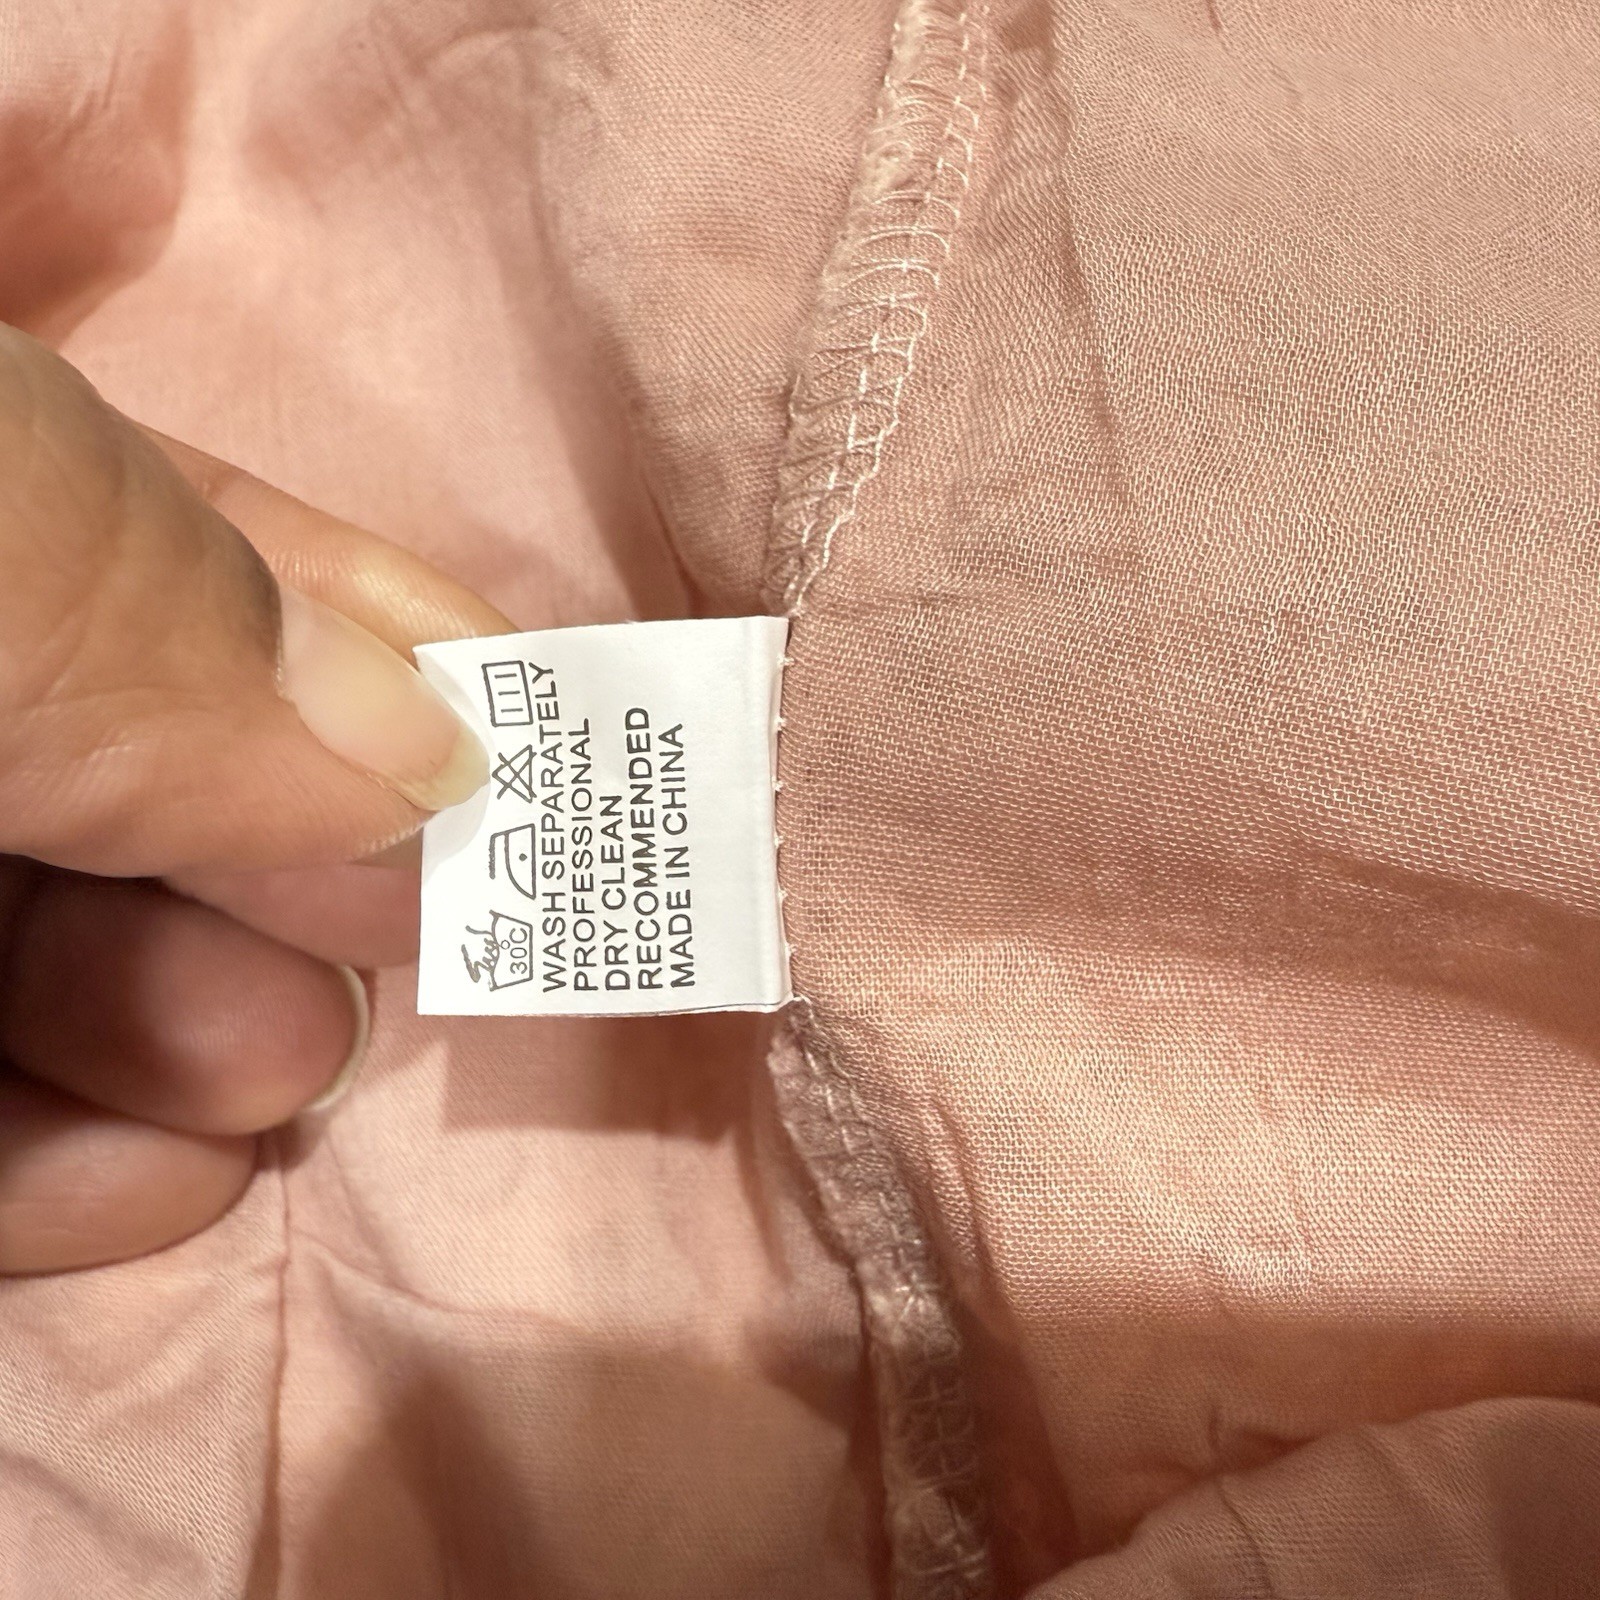 30°C
WASH SEPARATELY
PROFESSIONAL
DRY CLEAN
RECOMMENDED
MADE IN CHINA